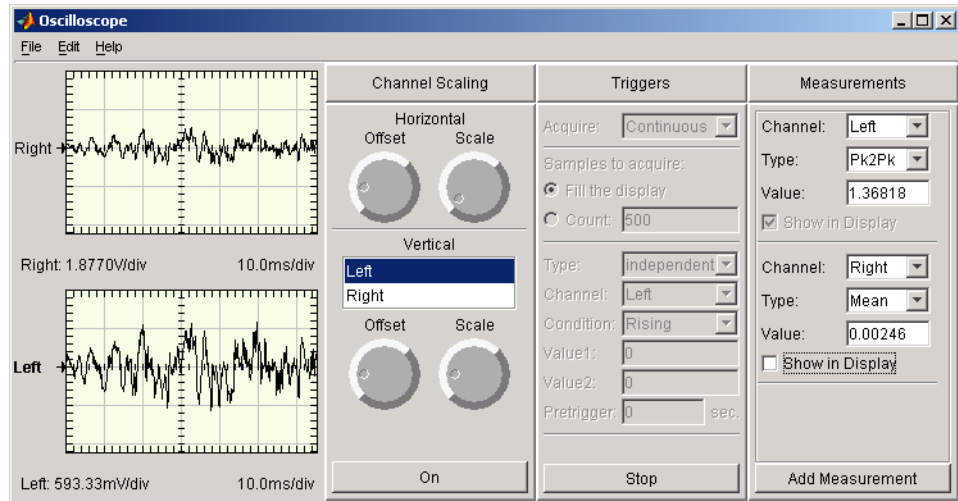 Oscilloscope
File Edit Help
Right
Right: 1.8770V/div 10.0ms/div
Left
Left: 593.33mV/div 10.0ms/div
Channel Scaling
Horizontal
Offset Scale
Vertical
Left
Right
Offset Scale
On
Triggers
Acquire: Continuous
Samples to acquire:
Fill the display
Count: 500
Type: independent
Channel: Left
Condition: Rising
Value1: 0
Value2: 0
Pretrigger: 0 sec.
Stop
Measurements
Channel: Left
Type: Pk2Pk
Value: 1.36818
Show in Display
Channel: Right
Type: Mean
Value: 0.00246
Show in Display
Add Measurement